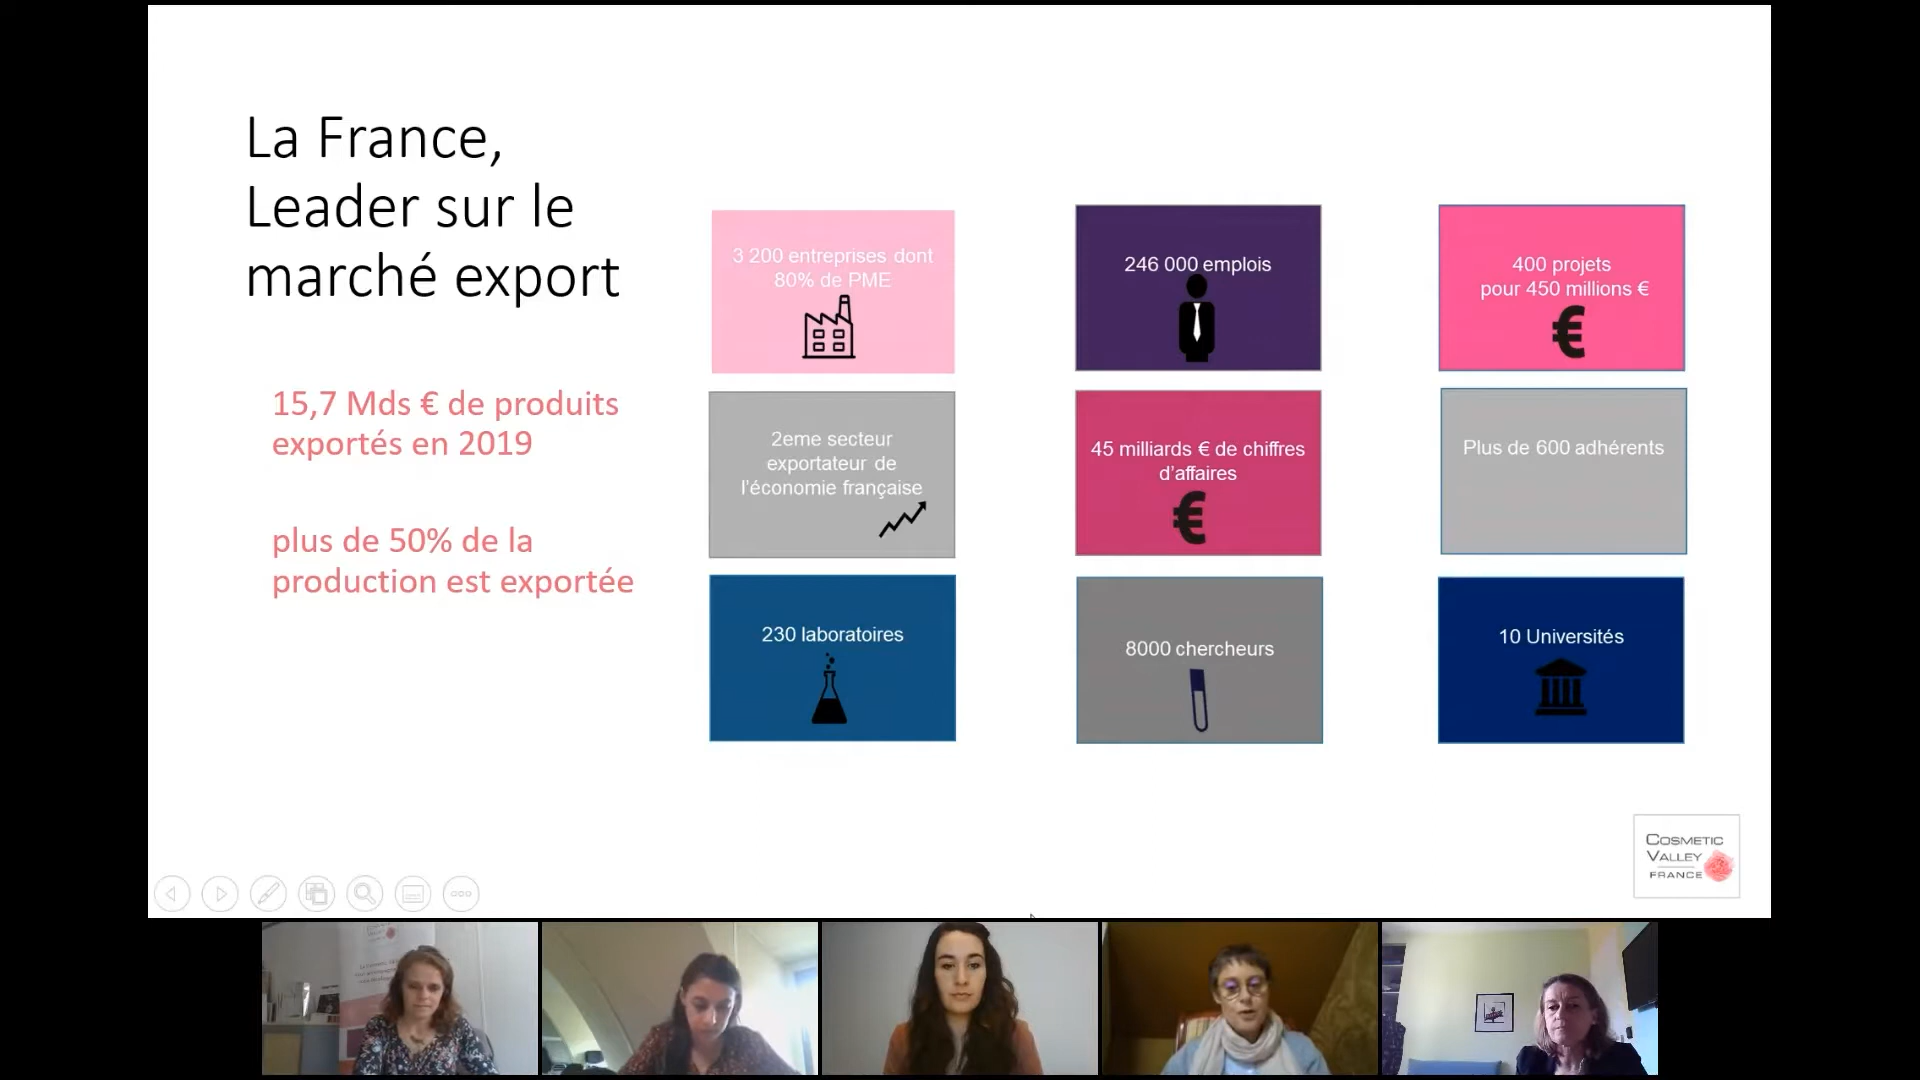 La France,
Leader sur le
marché export
15,7 Mds € de produits
exportés en 2019
plus de 50% de la
production est exportée
3 200 entreprises dont
80% de PME
246 000 emplois
400 projets
pour 450 millions €
€
2eme secteur
exportateur de
l'économie française
45 milliards € de chiffres
d'affaires
€
Plus de 600 adhérents
230 laboratoires
8000 chercheurs
10 Universités
COSMETIC
VALLEY
FRANCE